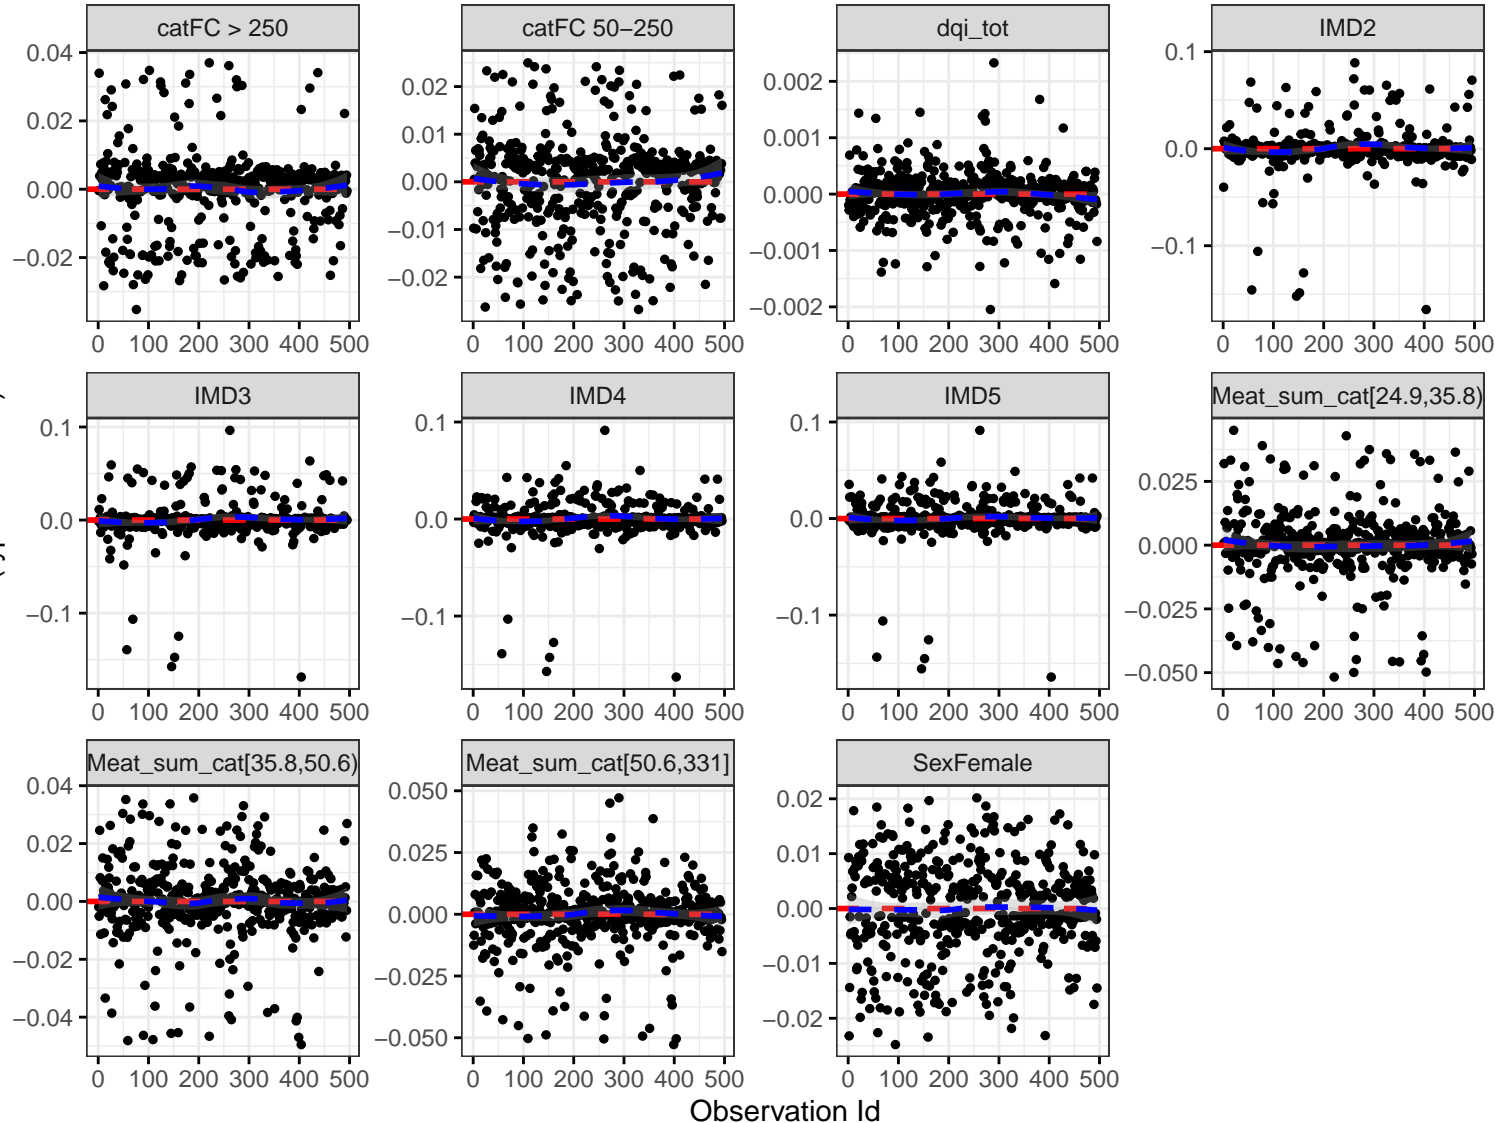 catFC > 250
catFC 50−250
dqi_tot
IMD2
0.04
0.02
0.00
−0.02
0.02
0.01
0.00
−0.01
−0.02
0.002
0.001
0.000
−0.001
−0.002
0.1
0.0
−0.1
0 100 200 300 400 500
0 100 200 300 400 500
0 100 200 300 400 500
0 100 200 300 400 500
IMD3
IMD4
IMD5
Meat_sum_cat[24.9,35.8)
0.1
0.0
−0.1
0.1
0.0
−0.1
0.1
0.0
−0.1
0.025
0.000
−0.025
−0.050
0 100 200 300 400 500
0 100 200 300 400 500
0 100 200 300 400 500
0 100 200 300 400 500
Meat_sum_cat[35.8,50.6)
Meat_sum_cat[50.6,331]
SexFemale
0.04
0.02
0.00
−0.02
−0.04
0.050
0.025
0.000
−0.025
−0.050
0.02
0.01
0.00
−0.01
−0.02
0 100 200 300 400 500
0 100 200 300 400 500
0 100 200 300 400 500
Observation Id